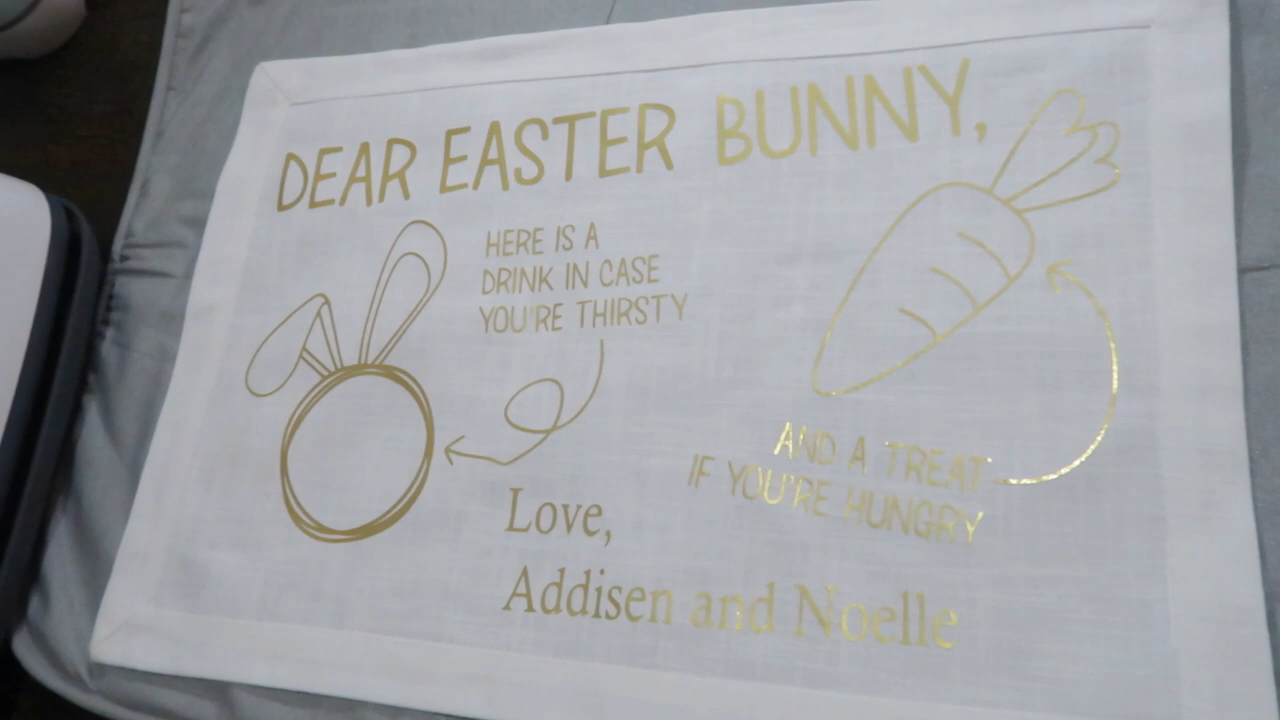 DEAR EASTER BUNNY,
HERE IS A
DRINK IN CASE
YOU'RE THIRSTY
AND A TREAT
IF YOU'RE HUNGRY
Love,
Addisen and Noelle